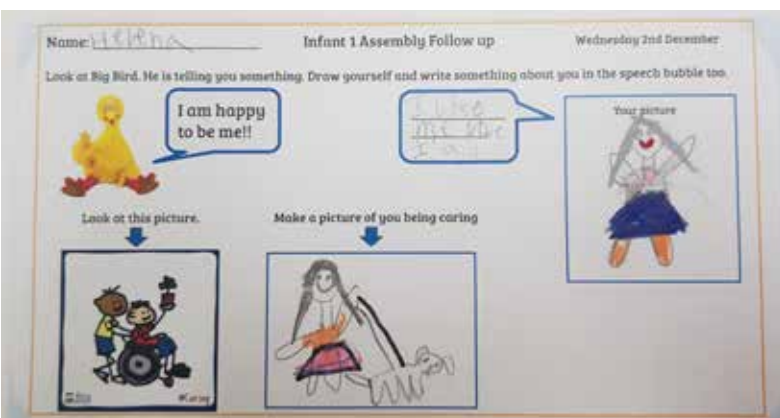 Name: Helena
Infant 1 Assembly Follow up
Wednesday 2nd December
Look at Big Bird. He is telling you something. Draw yourself and write something about you in the speech bubble too.
I am happy
to be me!!
I like
I a
Your picture
Look at this picture.
Make a picture of you being caring
#Caring